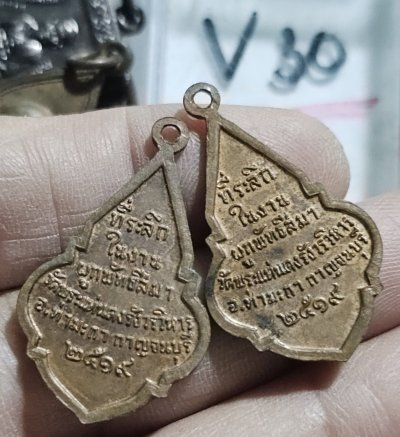 V 30
ที่ระลึก
ในงาน
ผูกพัทธสีมา
วัดพระแท่นดงรังวรวิหาร
อ.ท่ามะกา กาญจนบุรี
๒๕๑๙
ที่ระลึก
ในงาน
ผูกพัทธสีมา
วัดพระแท่นดงรังวรวิหาร
อ.ท่ามะกา กาญจนบุรี
๒๕๑๙